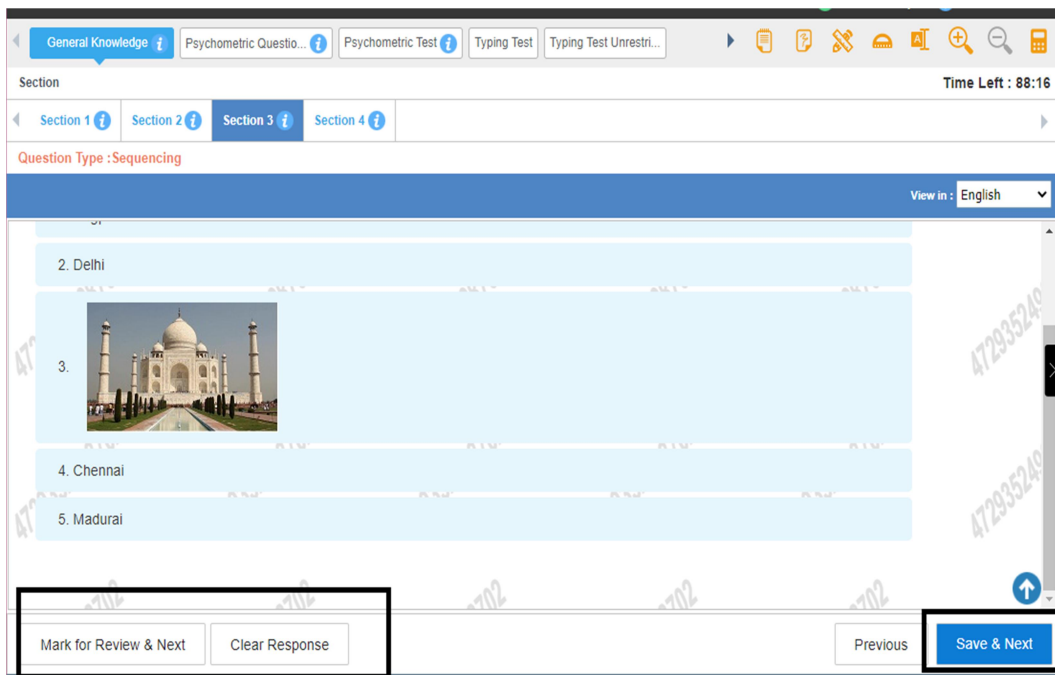 General Knowledge Psychometric Questio... Psychometric Test Typing Test Typing Test Unrestri...
Section Time Left : 88:16
Section 1 Section 2 Section 3 Section 4
Question Type :Sequencing
View in : English
2. Delhi
3.
4. Chennai
5. Madurai
Mark for Review & Next Clear Response Previous Save & Next